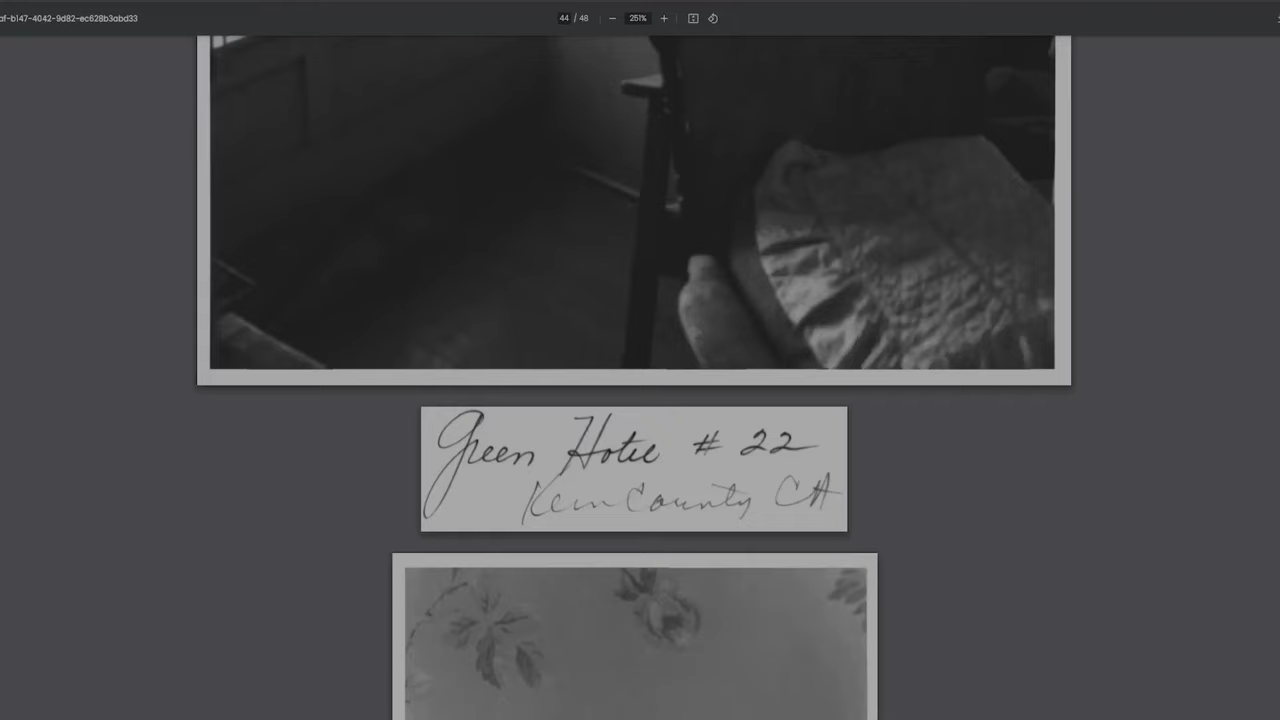 af-b147-4042-9d82-ec628b3abd33
44 / 48
251%
Green Hotel # 22
Kern County CA